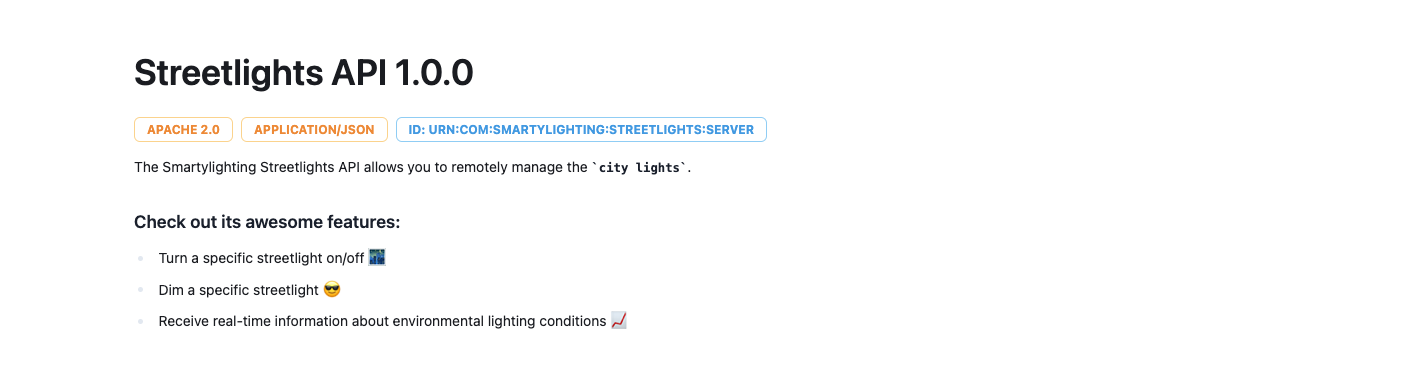 Streetlights API 1.0.0
APACHE 2.0 APPLICATION/JSON ID: URN:COM:SMARTYLIGHTING:STREETLIGHTS:SERVER
The Smartylighting Streetlights API allows you to remotely manage the `city lights`.
Check out its awesome features:
Turn a specific streetlight on/off 🌃
Dim a specific streetlight 😎
Receive real-time information about environmental lighting conditions 📈